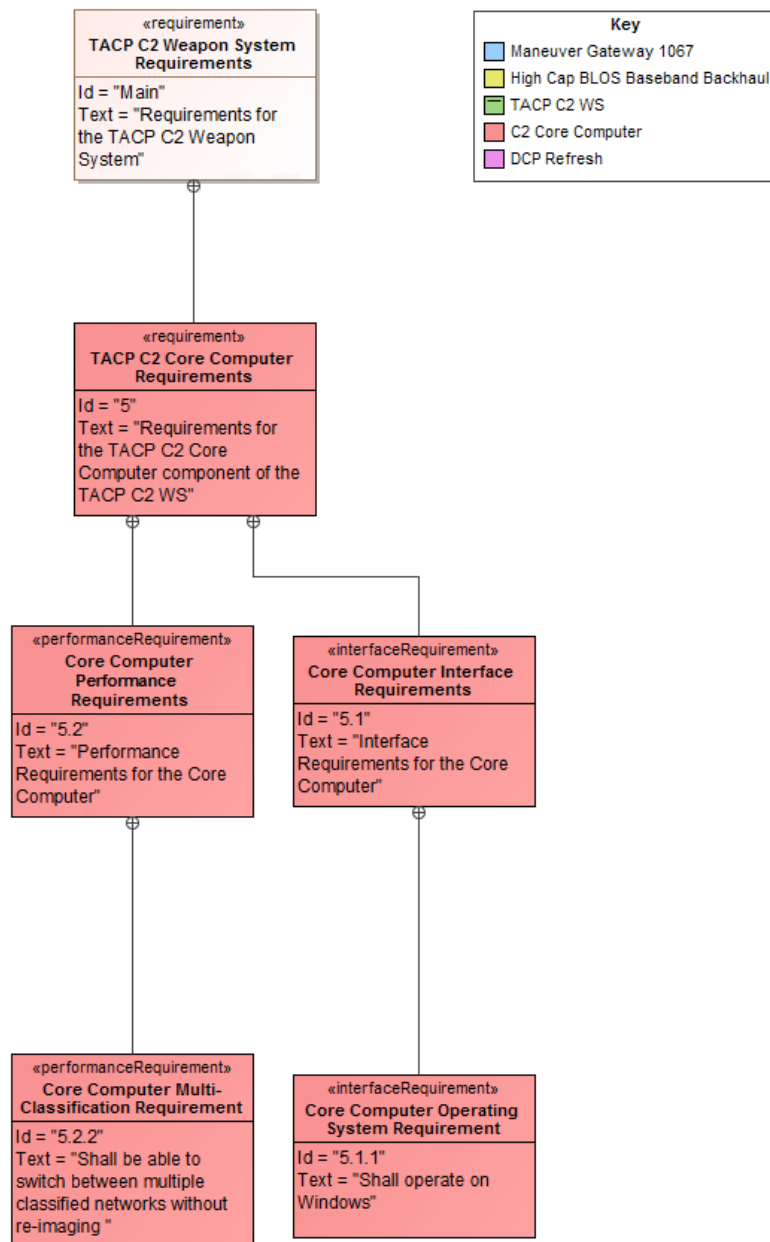 «requirement»
TACP C2 Weapon System
Requirements
Id = "Main"
Text = "Requirements for
the TACP C2 Weapon
System"
Key
Maneuver Gateway 1067
High Cap BLOS Baseband Backhaul
TACP C2 WS
C2 Core Computer
DCP Refresh
«requirement»
TACP C2 Core Computer
Requirements
Id = "5"
Text = "Requirements for
the TACP C2 Core
Computer component of the
TACP C2 WS"
«performanceRequirement»
Core Computer
Performance
Requirements
Id = "5.2"
Text = "Performance
Requirements for the Core
Computer"
«interfaceRequirement»
Core Computer Interface
Requirements
Id = "5.1"
Text = "Interface
Requirements for the Core
Computer"
«performanceRequirement»
Core Computer Multi-
Classification Requirement
Id = "5.2.2"
Text = "Shall be able to
switch between multiple
classified networks without
re-imaging "
«interfaceRequirement»
Core Computer Operating
System Requirement
Id = "5.1.1"
Text = "Shall operate on
Windows"